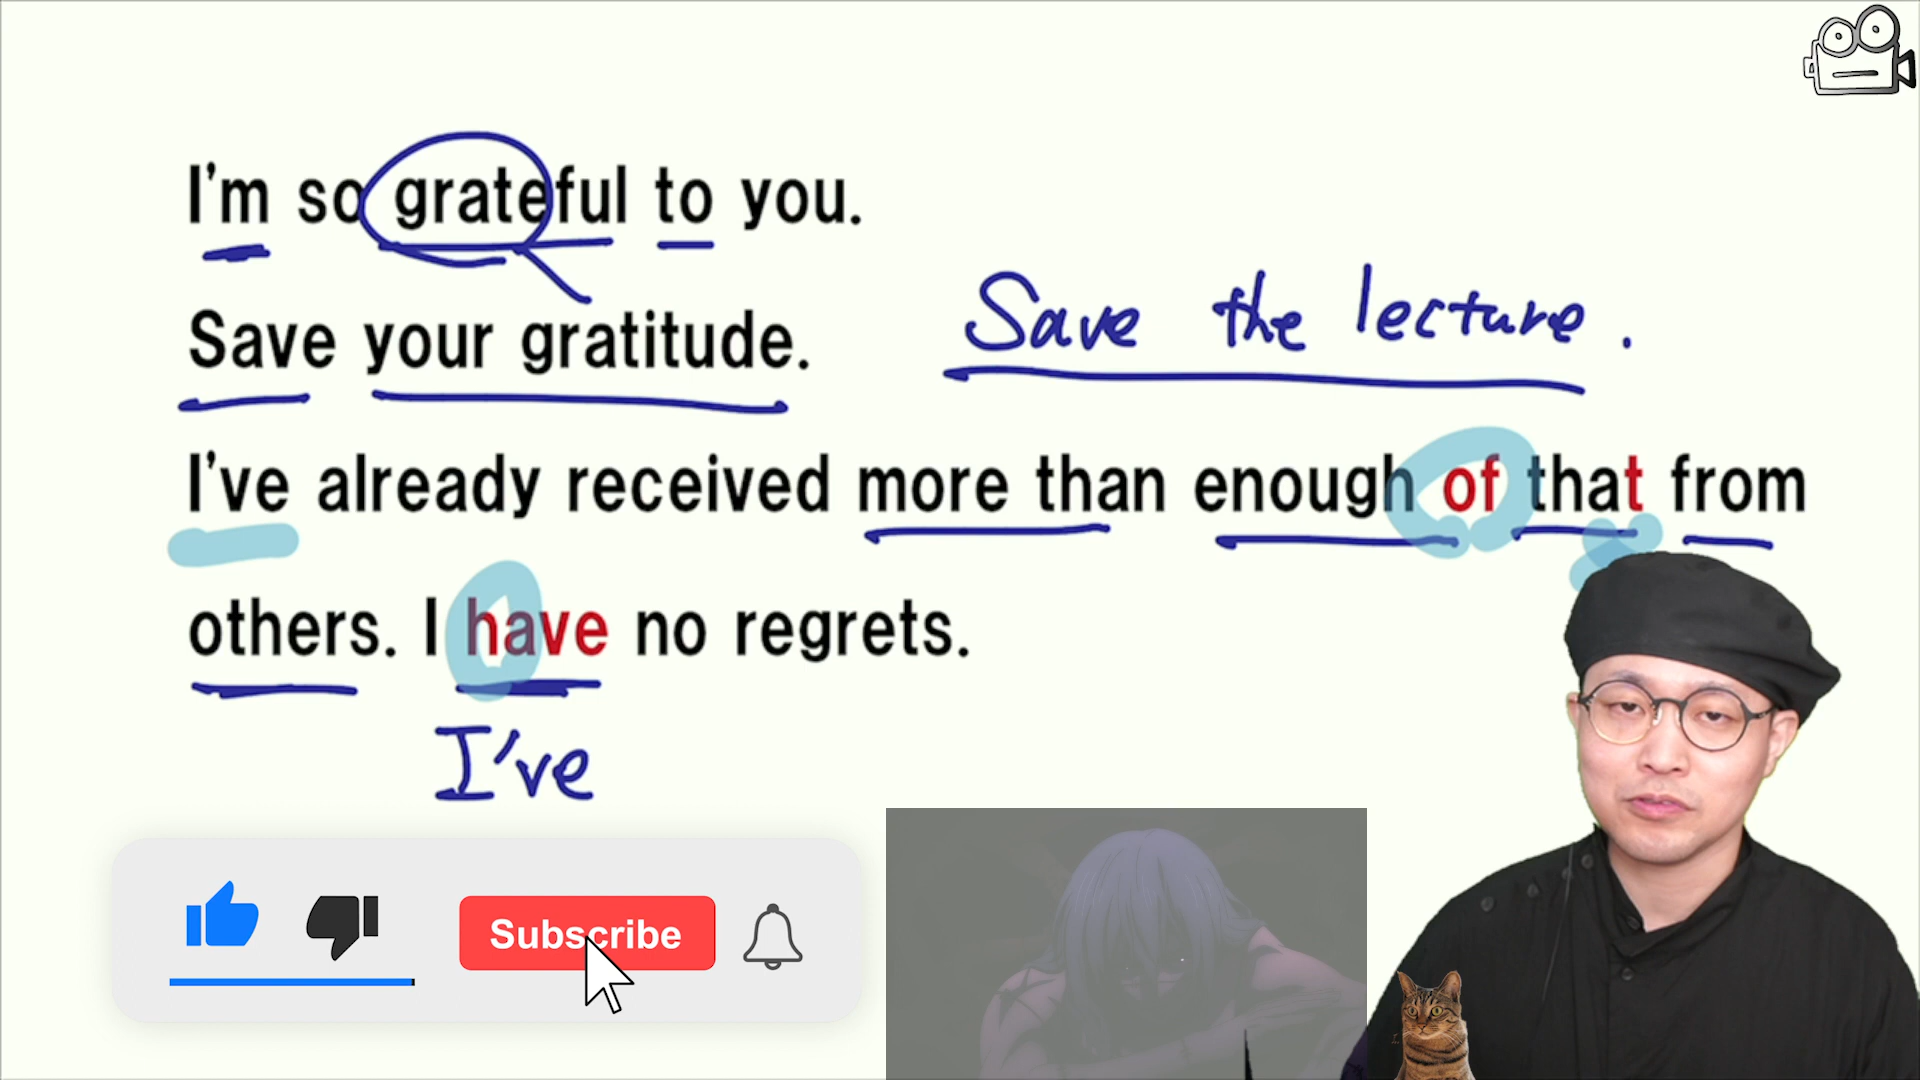 I'm so grateful to you.
Save your gratitude.
Save the lecture.
I've already received more than enough of that from
others. I have no regrets.
I've
Subscribe